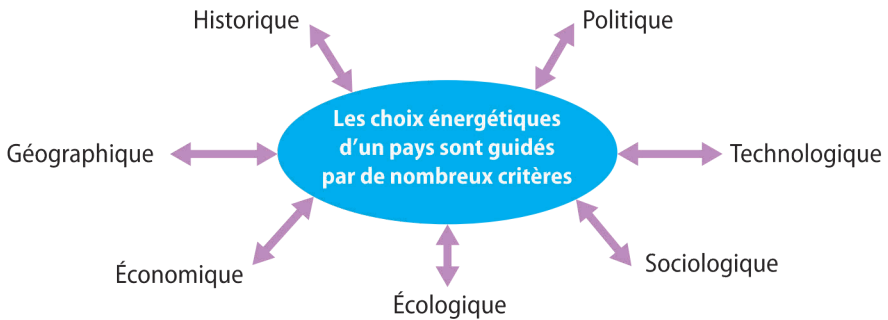 Historique
Politique
Les choix énergétiques
d'un pays sont guidés
par de nombreux critères
Géographique
Technologique
Économique
Sociologique
Écologique